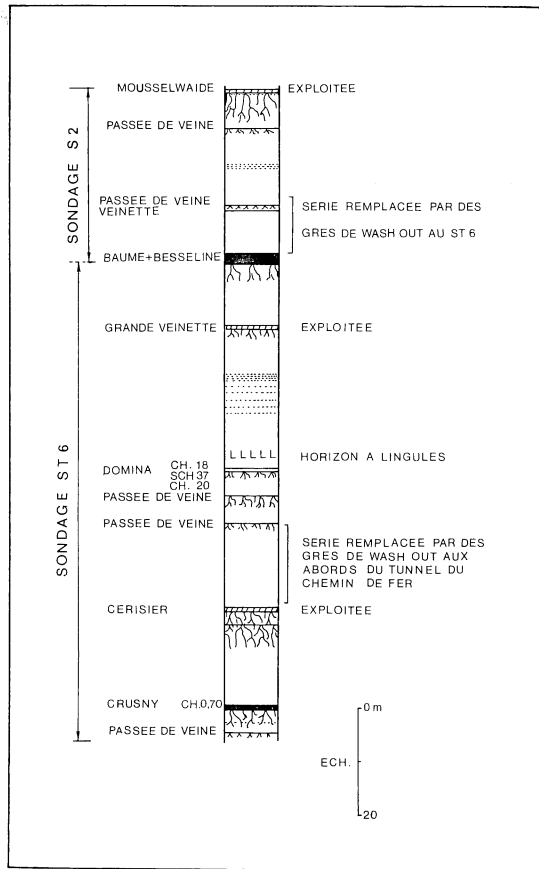 MOUSSELWAIDE EXPLOITEE
PASSEE DE VEINE
SONDAGE S2
PASSEE DE VEINE
VEINETTE
SERIE REMPLACEE PAR DES
GRES DE WASH OUT AU ST 6
BAUME+BESSELINE
GRANDE VEINETTE EXPLOITEE
SONDAGE ST 6
L L L L L HORIZON A LINGULES
DOMINA CH. 18
SCH 37
CH. 20
PASSEE DE VEINE
PASSEE DE VEINE
SERIE REMPLACEE PAR DES
GRES DE WASH OUT AUX
ABORDS DU TUNNEL DU
CHEMIN DE FER
CERISIER EXPLOITEE
CRUSNY CH.0,70
PASSEE DE VEINE
0 m
ECH.
20